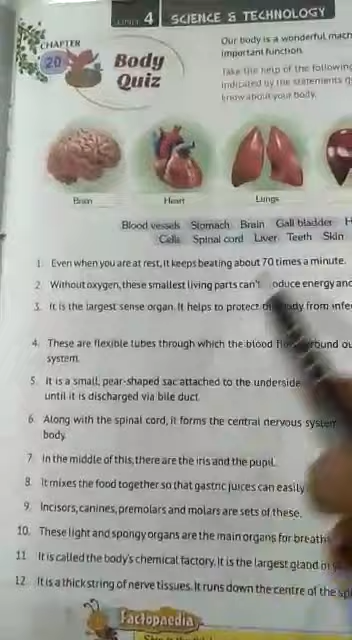 4 SCIENCE & TECHNOLOGY
CHAPTER
20
Body
Quiz
Our body is a wonderful mach
important function.
Take the help of the following
indicated by the statements g
know about your body.
Brain
Heart
Lungs
Blood vessels Stomach Brain Gall bladder H
Cells Spinal cord Liver Teeth Skin
1. Even when you are at rest, it keeps beating about 70 times a minute.
2. Without oxygen, these smallest living parts can't oduce energy and
3. It is the largest sense organ. It helps to protect ody from infe
4. These are flexible tubes through which the blood round ou
system.
5. It is a small, pear-shaped sac attached to the underside
until it is discharged via bile duct.
6. Along with the spinal cord, it forms the central nervous system
body.
7. In the middle of this, there are the iris and the pupil.
8. It mixes the food together so that gastric juices can easily
9. Incisors, canines, premolars and molars are sets of these.
10. These light and spongy organs are the main organs for breath
11. It is called the body's chemical factory. It is the largest gland in
12. It is a thick string of nerve tissues. It runs down the centre of the sp
Factopaedia